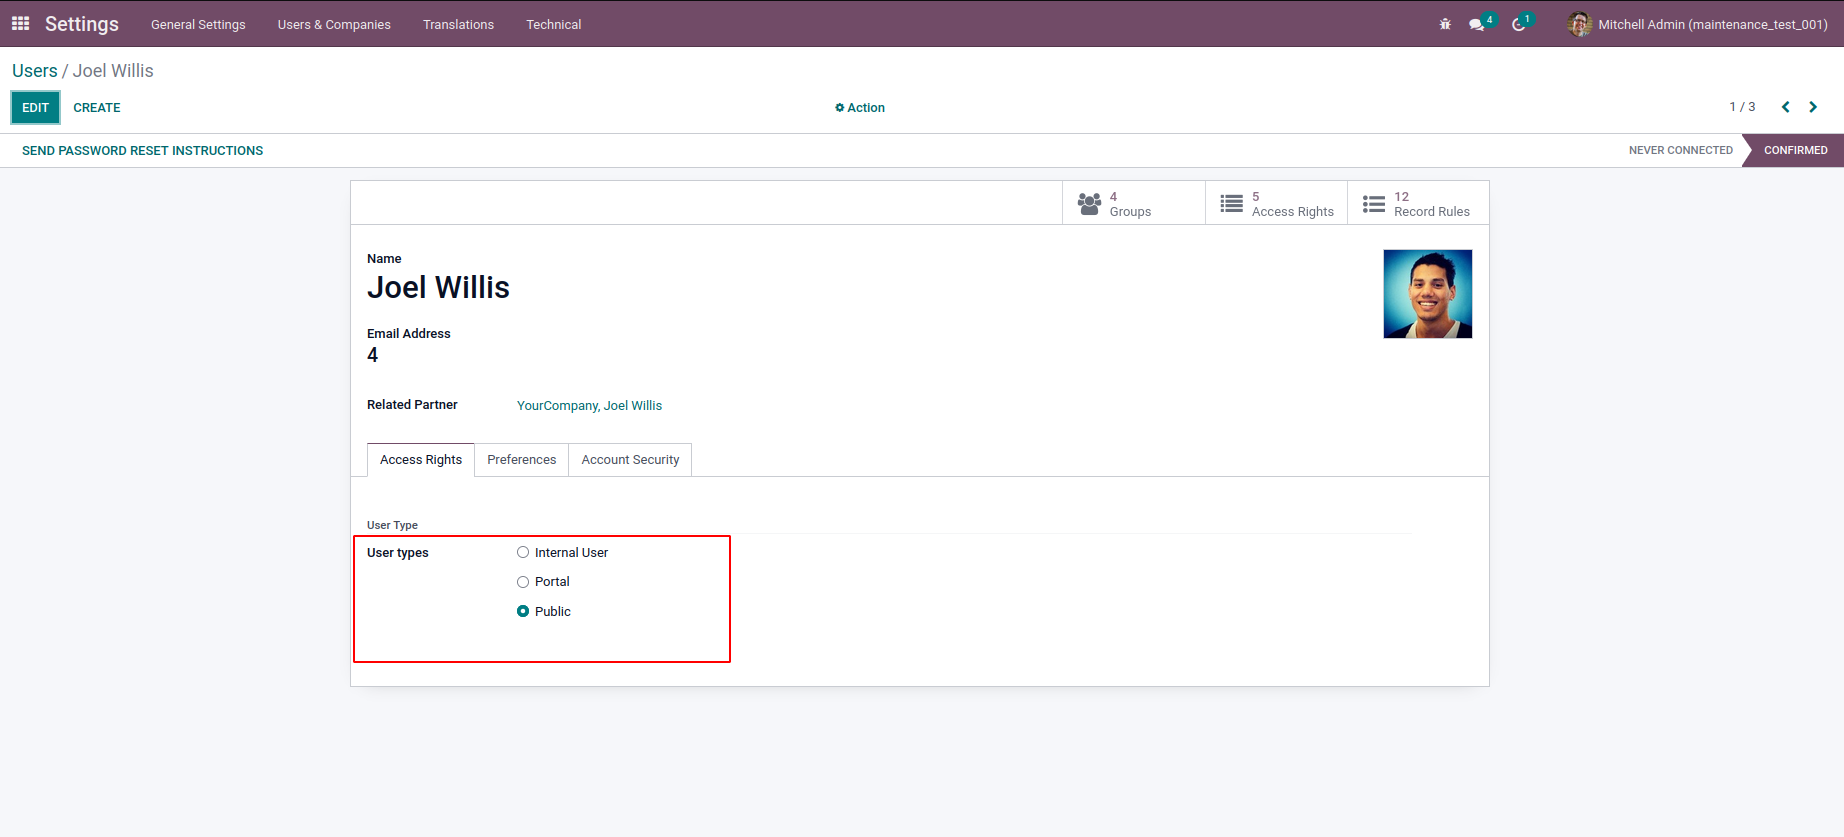 Settings General Settings Users & Companies Translations Technical 4 1 Mitchell Admin (maintenance_test_001)
Users / Joel Willis
EDIT CREATE Action 1 / 3
SEND PASSWORD RESET INSTRUCTIONS NEVER CONNECTED CONFIRMED
4 5 12
Groups Access Rights Record Rules
Name
Joel Willis
Email Address
4
Related Partner YourCompany, Joel Willis
Access Rights Preferences Account Security
User Type
User types Internal User
Portal
Public